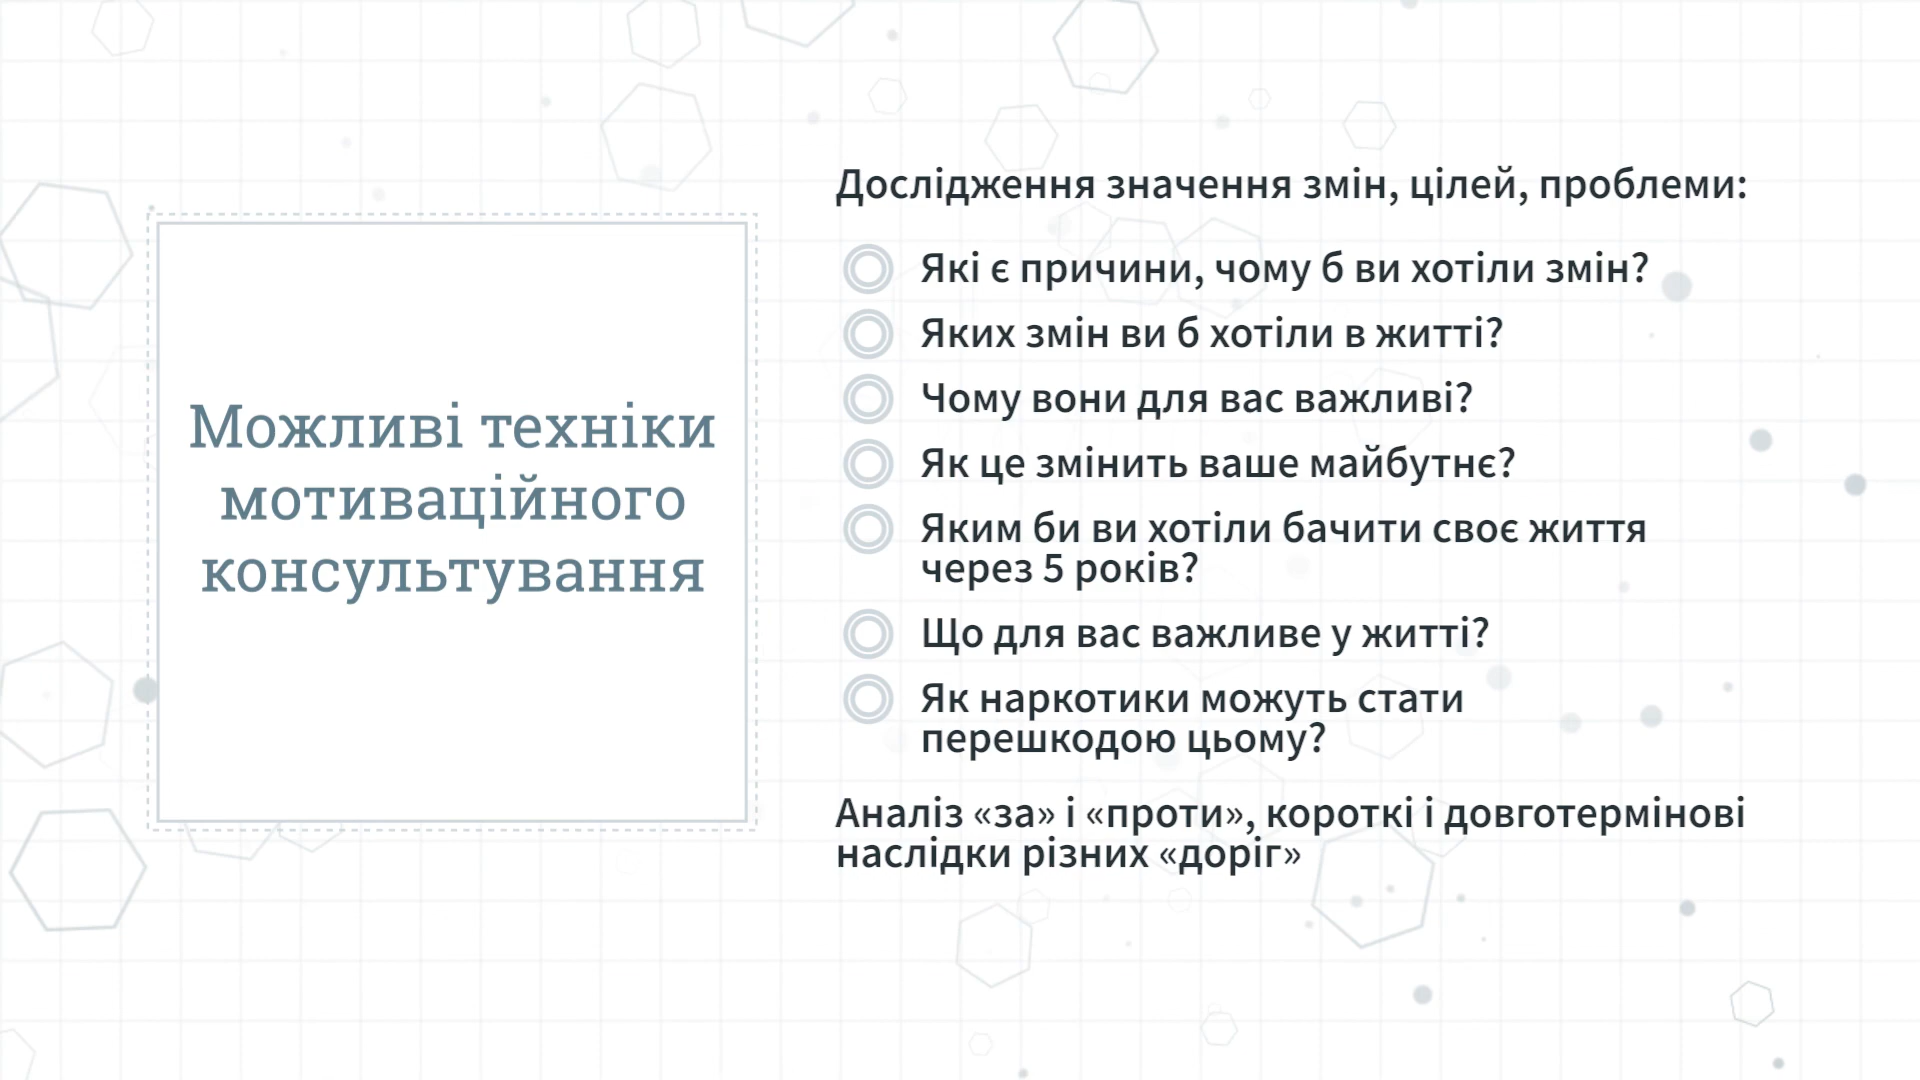 Можливі техніки
мотиваційного
консультування
Дослідження значення змін, цілей, проблеми:
Які є причини, чому б ви хотіли змін?
Яких змін ви б хотіли в житті?
Чому вони для вас важливі?
Як це змінить ваше майбутнє?
Яким би ви хотіли бачити своє життя
через 5 років?
Що для вас важливе у житті?
Як наркотики можуть стати
перешкодою цьому?
Аналіз «за» і «проти», короткі і довготермінові
наслідки різних «доріг»